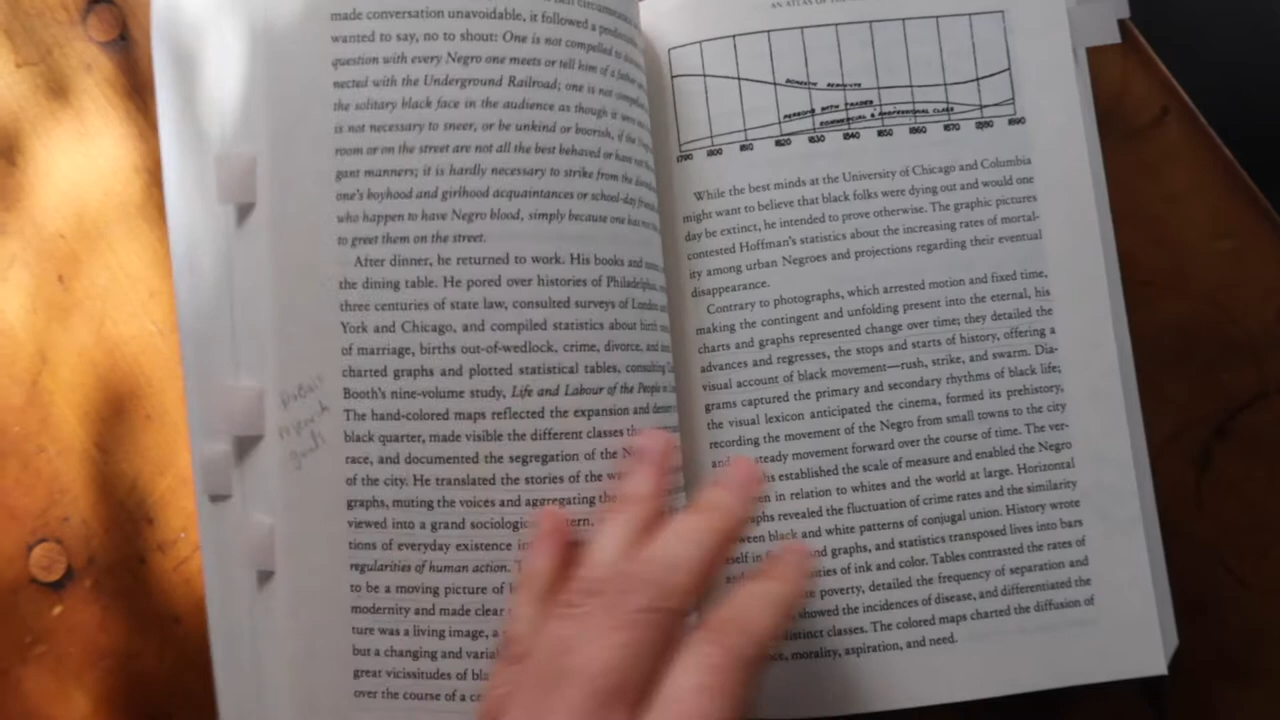 made conversation unavoidable, it followed a
wanted to say, no to shout: One is not compelled to
question with every Negro one meets or tell him of a father
nected with the Underground Railroad; one is not
the solitary black face in the audience as though it were
is not necessary to sneer, or be unkind or boorish, if the
room or on the street are not all the best behaved or have not
gant manners; it is hardly necessary to strike from the
one's boyhood and girlhood acquaintances or school-day
who happen to have Negro blood, simply because one has not
to greet them on the street.
After dinner, he returned to work. His books and
the dining table. He pored over histories of Philadelphia,
three centuries of state law, consulted surveys of London
York and Chicago, and compiled statistics about birth
of marriage, births out-of-wedlock, crime, divorce, and
charted graphs and plotted statistical tables, consulting
Booth's nine-volume study, Life and Labour of the People in
The hand-colored maps reflected the expansion and
black quarter, made visible the different classes
race, and documented the segregation of the
of the city. He translated the stories of the
graphs, muting the voices and aggregating the
viewed into a grand sociological
tions of everyday existence
regularities of human action.
to be a moving picture of
modernity and made clear
ture was a living image, a
but a changing and
great vicissitudes of
over the course of a
research
goals
AN ATLAS OF THE
DOMESTIC SERVANTS
PERSONS WITH TRADES
COMMERCIAL & PROFESSIONAL CLASS
1790 1800 1810 1820 1830 1840 1850 1860 1870 1880 1890
While the best minds at the University of Chicago and Columbia
might want to believe that black folks were dying out and would one
day be extinct, he intended to prove otherwise. The graphic pictures
contested Hoffman's statistics about the increasing rates of mortal-
ity among urban Negroes and projections regarding their eventual
disappearance.
Contrary to photographs, which arrested motion and fixed time,
making the contingent and unfolding present into the eternal, his
charts and graphs represented change over time; they detailed the
advances and regresses, the stops and starts of history, offering a
visual account of black movement—rush, strike, and swarm. Dia-
grams captured the primary and secondary rhythms of black life;
the visual lexicon anticipated the cinema, formed its prehistory,
recording the movement of the Negro from small towns to the city
steady movement forward over the course of time. The ver-
established the scale of measure and enabled the Negro
in relation to whites and the world at large. Horizontal
revealed the fluctuation of crime rates and the similarity
black and white patterns of conjugal union. History wrote
and graphs, and statistics transposed lives into bars
of ink and color. Tables contrasted the rates of
poverty, detailed the frequency of separation and
showed the incidences of disease, and differentiated the
distinct classes. The colored maps charted the diffusion of
morality, aspiration, and need.